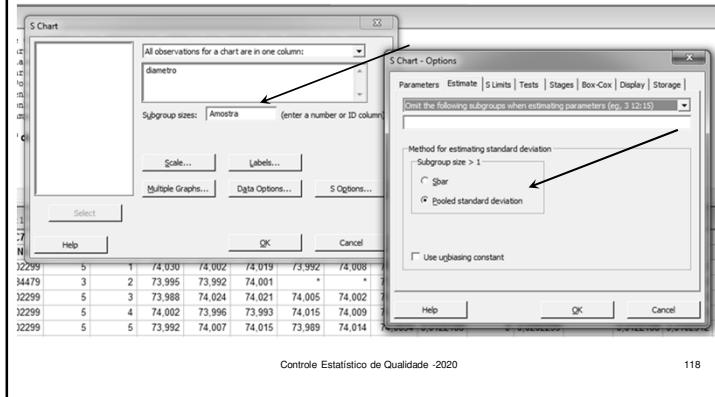 S Chart
All observations for a chart are in one column:
diametro
Subgroup sizes: Amostra (enter a number or ID column)
Scale... Labels...
Multiple Graphs... Data Options... S Options...
Select
Help OK Cancel
S Chart - Options
Parameters Estimate S Limits Tests Stages Box-Cox Display Storage
Omit the following subgroups when estimating parameters (eg, 3 12:15)
Method for estimating standard deviation
Subgroup size > 1
Sbar
Pooled standard deviation
Use unbiasing constant
Help OK Cancel
02299 5 1 74,030 74,002 74,019 73,992 74,008
34479 3 2 73,995 73,992 74,001 * *
02299 5 3 73,988 74,024 74,021 74,005 74,002
02299 5 4 74,002 73,996 73,993 74,015 74,009
02299 5 5 73,992 74,007 74,015 73,989 74,014
Controle Estatístico de Qualidade -2020 118